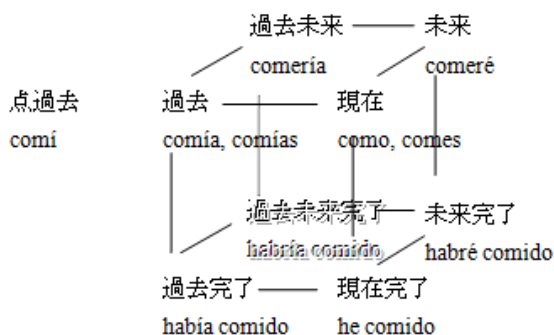 過去未来 未来
comería comeré
点過去 過去 現在
comí comía, comías como, comes
過去未来完了 未来完了
habría comido habré comido
過去完了 現在完了
había comido he comido